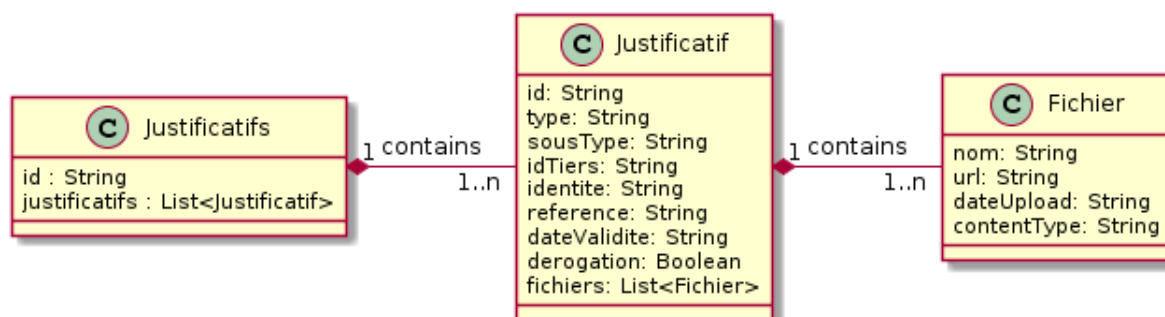 C Justificatifs
id : String
justificatifs : List<Justificatif>
1 contains
1..n
C Justificatif
id: String
type: String
sousType: String
idTiers: String
identite: String
reference: String
dateValidite: String
derogation: Boolean
fichiers: List<Fichier>
1 contains
1..n
C Fichier
nom: String
url: String
dateUpload: String
contentType: String